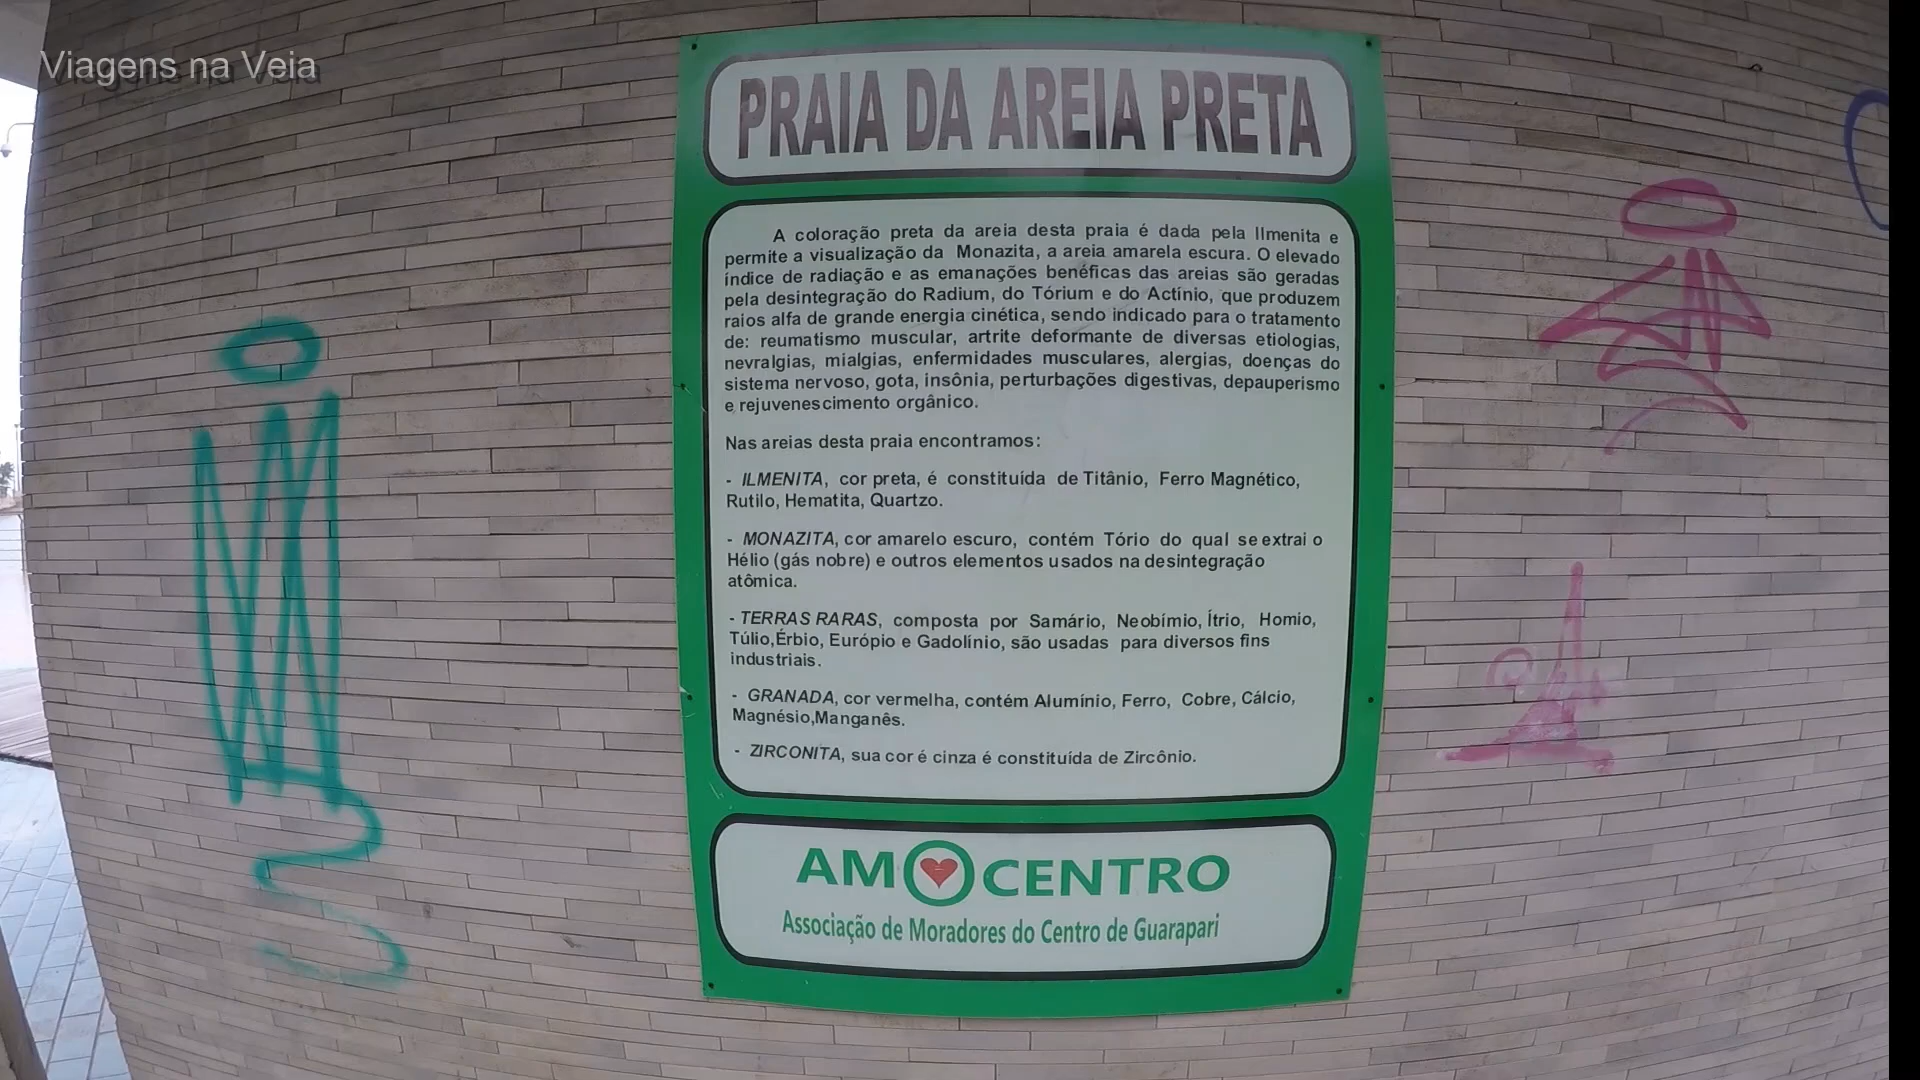 Viagens na Veia
PRAIA DA AREIA PRETA
A coloração preta da areia desta praia é dada pela Ilmenita e
permite a visualização da Monazita, a areia amarela escura. O elevado
índice de radiação e as emanações benéficas das areias são geradas
pela desintegração do Radium, do Tórium e do Actínio, que produzem
raios alfa de grande energia cinética, sendo indicado para o tratamento
de: reumatismo muscular, artrite deformante de diversas etiologias,
nevralgias, mialgias, enfermidades musculares, alergias, doenças do
sistema nervoso, gota, insônia, perturbações digestivas, depauperismo
e rejuvenescimento orgânico.
Nas areias desta praia encontramos:
- ILMENITA, cor preta, é constituída de Titânio, Ferro Magnético,
Rutilo, Hematita, Quartzo.
- MONAZITA, cor amarelo escuro, contém Tório do qual se extrai o
Hélio (gás nobre) e outros elementos usados na desintegração
atômica.
- TERRAS RARAS, composta por Samário, Neobímio, Ítrio, Homio,
Túlio,Érbio, Európio e Gadolínio, são usadas para diversos fins
industriais.
- GRANADA, cor vermelha, contém Alumínio, Ferro, Cobre, Cálcio,
Magnésio,Manganês.
- ZIRCONITA, sua cor é cinza é constituída de Zircônio.
AMOCENTRO
Associação de Moradores do Centro de Guarapari